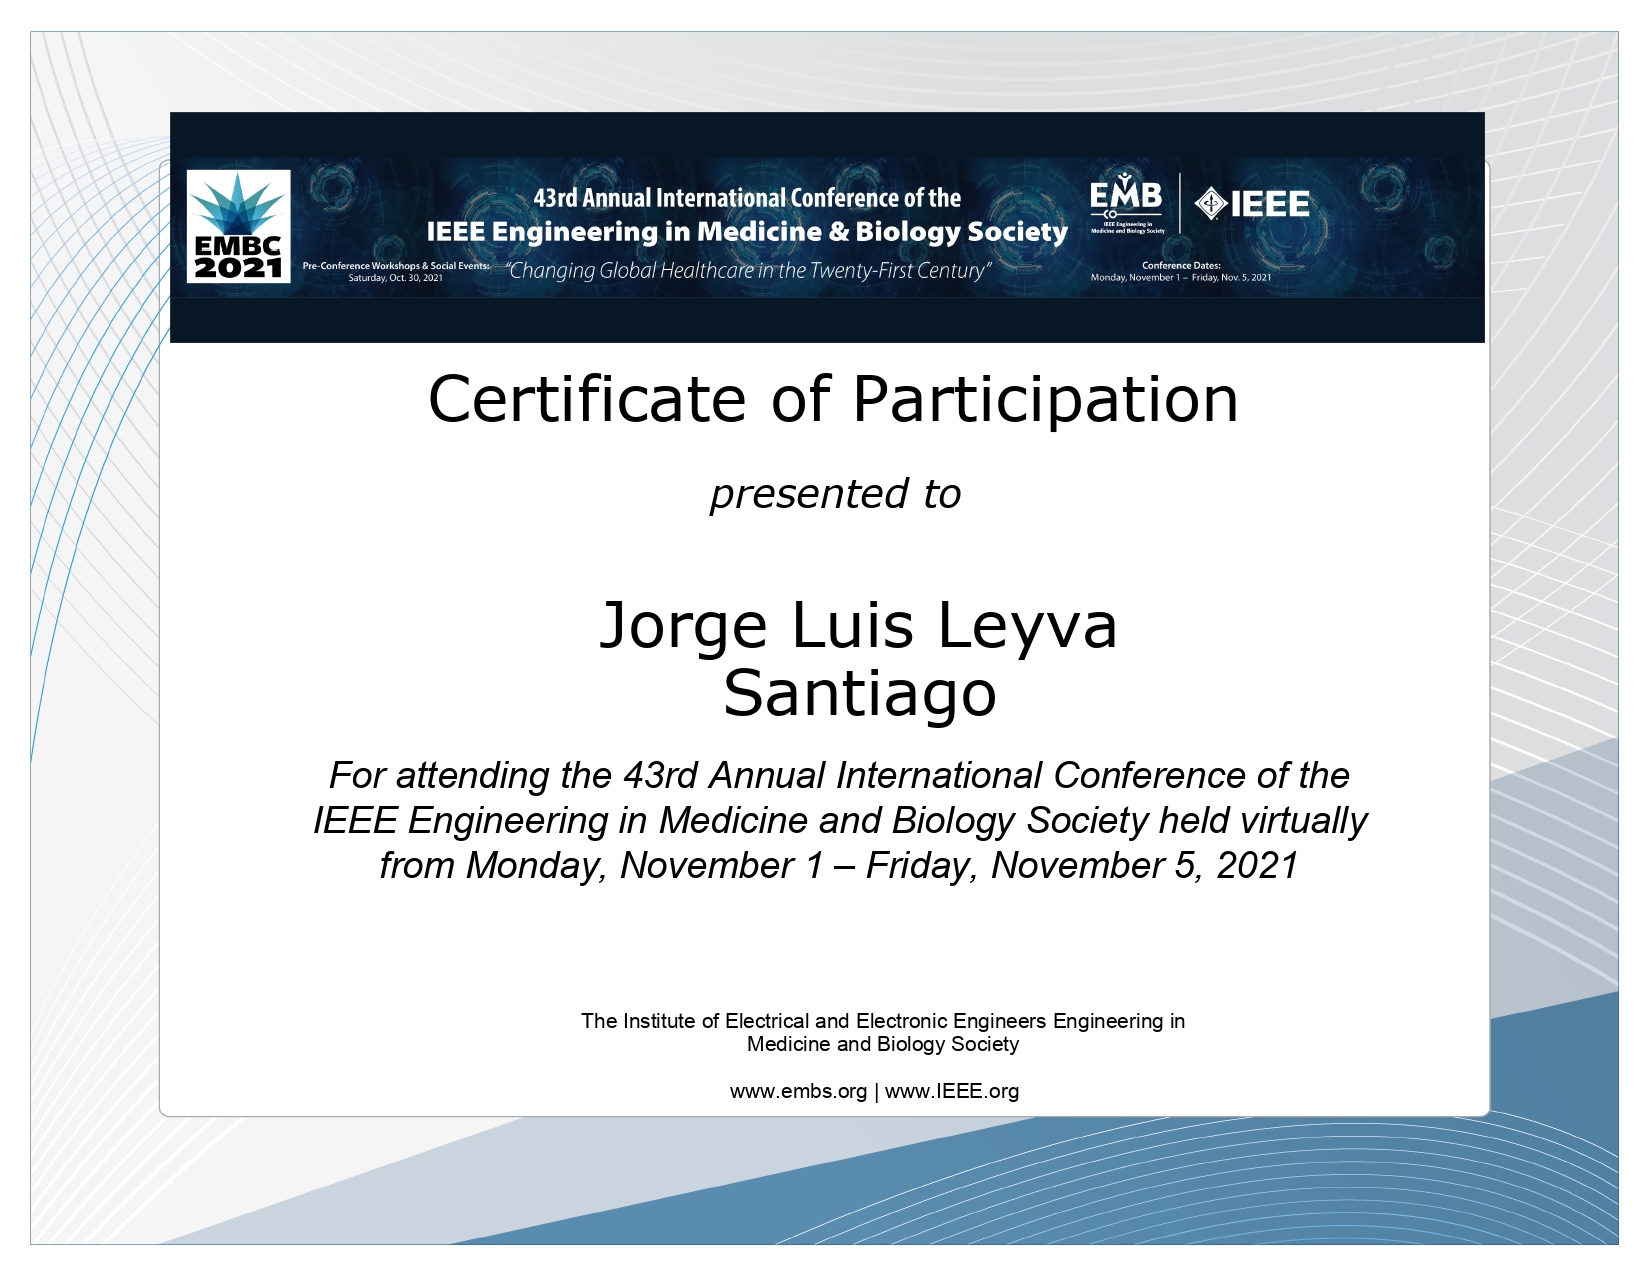 43rd Annual International Conference of the
IEEE Engineering in Medicine & Biology Society
"Changing Global Healthcare in the Twenty-First Century"
EMBC
2021
Pre-Conference Workshops & Social Events:
Saturday, Oct. 30, 2021
EMB
IEEE Engineering in
Medicine and Biology Society
IEEE
Conference Dates:
Monday, November 1 – Friday, Nov. 5, 2021
Certificate of Participation
presented to
Jorge Luis Leyva
Santiago
For attending the 43rd Annual International Conference of the
IEEE Engineering in Medicine and Biology Society held virtually
from Monday, November 1 – Friday, November 5, 2021
The Institute of Electrical and Electronic Engineers Engineering in
Medicine and Biology Society
www.embs.org | www.IEEE.org